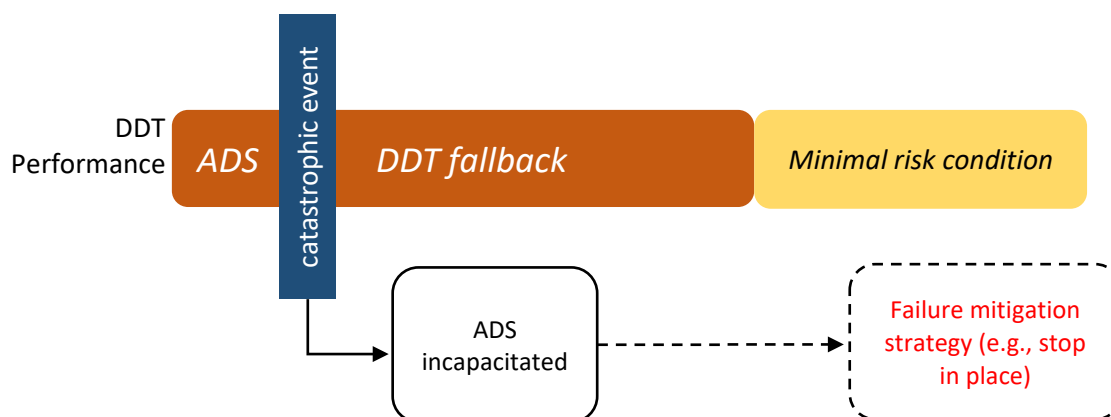 DDT
Performance
ADS
catastrophic event
DDT fallback
Minimal risk condition
ADS
incapacitated
Failure mitigation
strategy (e.g., stop
in place)